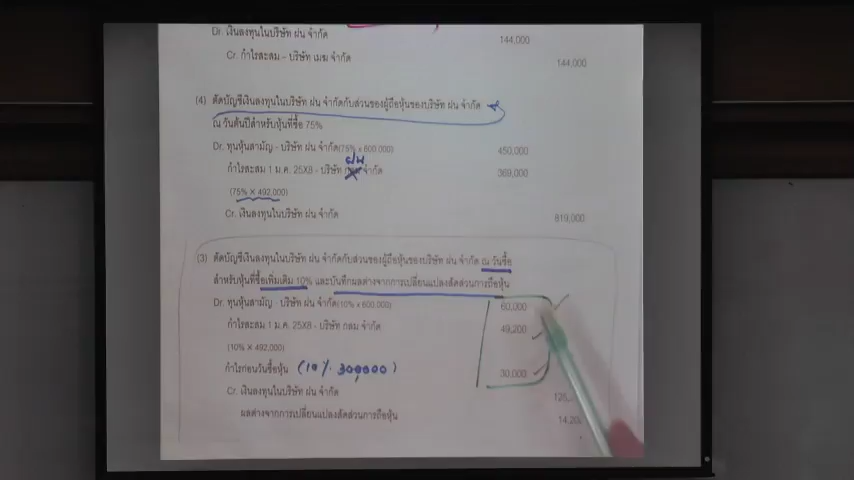 Dr. เงินลงทุนในบริษัท ฝน จำกัด 144,000
Cr. กำไรสะสม – บริษัท เมฆ จำกัด 144,000
(4) ตัดบัญชีเงินลงทุนในบริษัท ฝน จำกัดกับส่วนของผู้ถือหุ้นของบริษัท ฝน จำกัด
ณ วันต้นปีสำหรับหุ้นที่ซื้อ 75%
Dr. ทุนหุ้นสามัญ - บริษัท ฝน จำกัด(75% x 600,000) 450,000
ฝน
กำไรสะสม 1 ม.ค. 25X8 - บริษัท จำกัด 369,000
(75% X 492,000)
Cr. เงินลงทุนในบริษัท ฝน จำกัด 819,000
(3) ตัดบัญชีเงินลงทุนในบริษัท ฝน จำกัดกับส่วนของผู้ถือหุ้นของบริษัท ฝน จำกัด ณ วันซื้อ
สำหรับหุ้นที่ซื้อเพิ่มเติม 10% และบันทึกผลต่างจากการเปลี่ยนแปลงสัดส่วนการถือหุ้น
Dr. ทุนหุ้นสามัญ - บริษัท ฝน จำกัด(10% x 600,000) 60,000
กำไรสะสม 1 ม.ค. 25X8 - บริษัท กลม จำกัด 49,200
(10% X 492,000)
กำไรก่อนวันซื้อหุ้น (10% 300,000) 30,000
Cr. เงินลงทุนในบริษัท ฝน จำกัด
ผลต่างจากการเปลี่ยนแปลงสัดส่วนการถือหุ้น 14,20